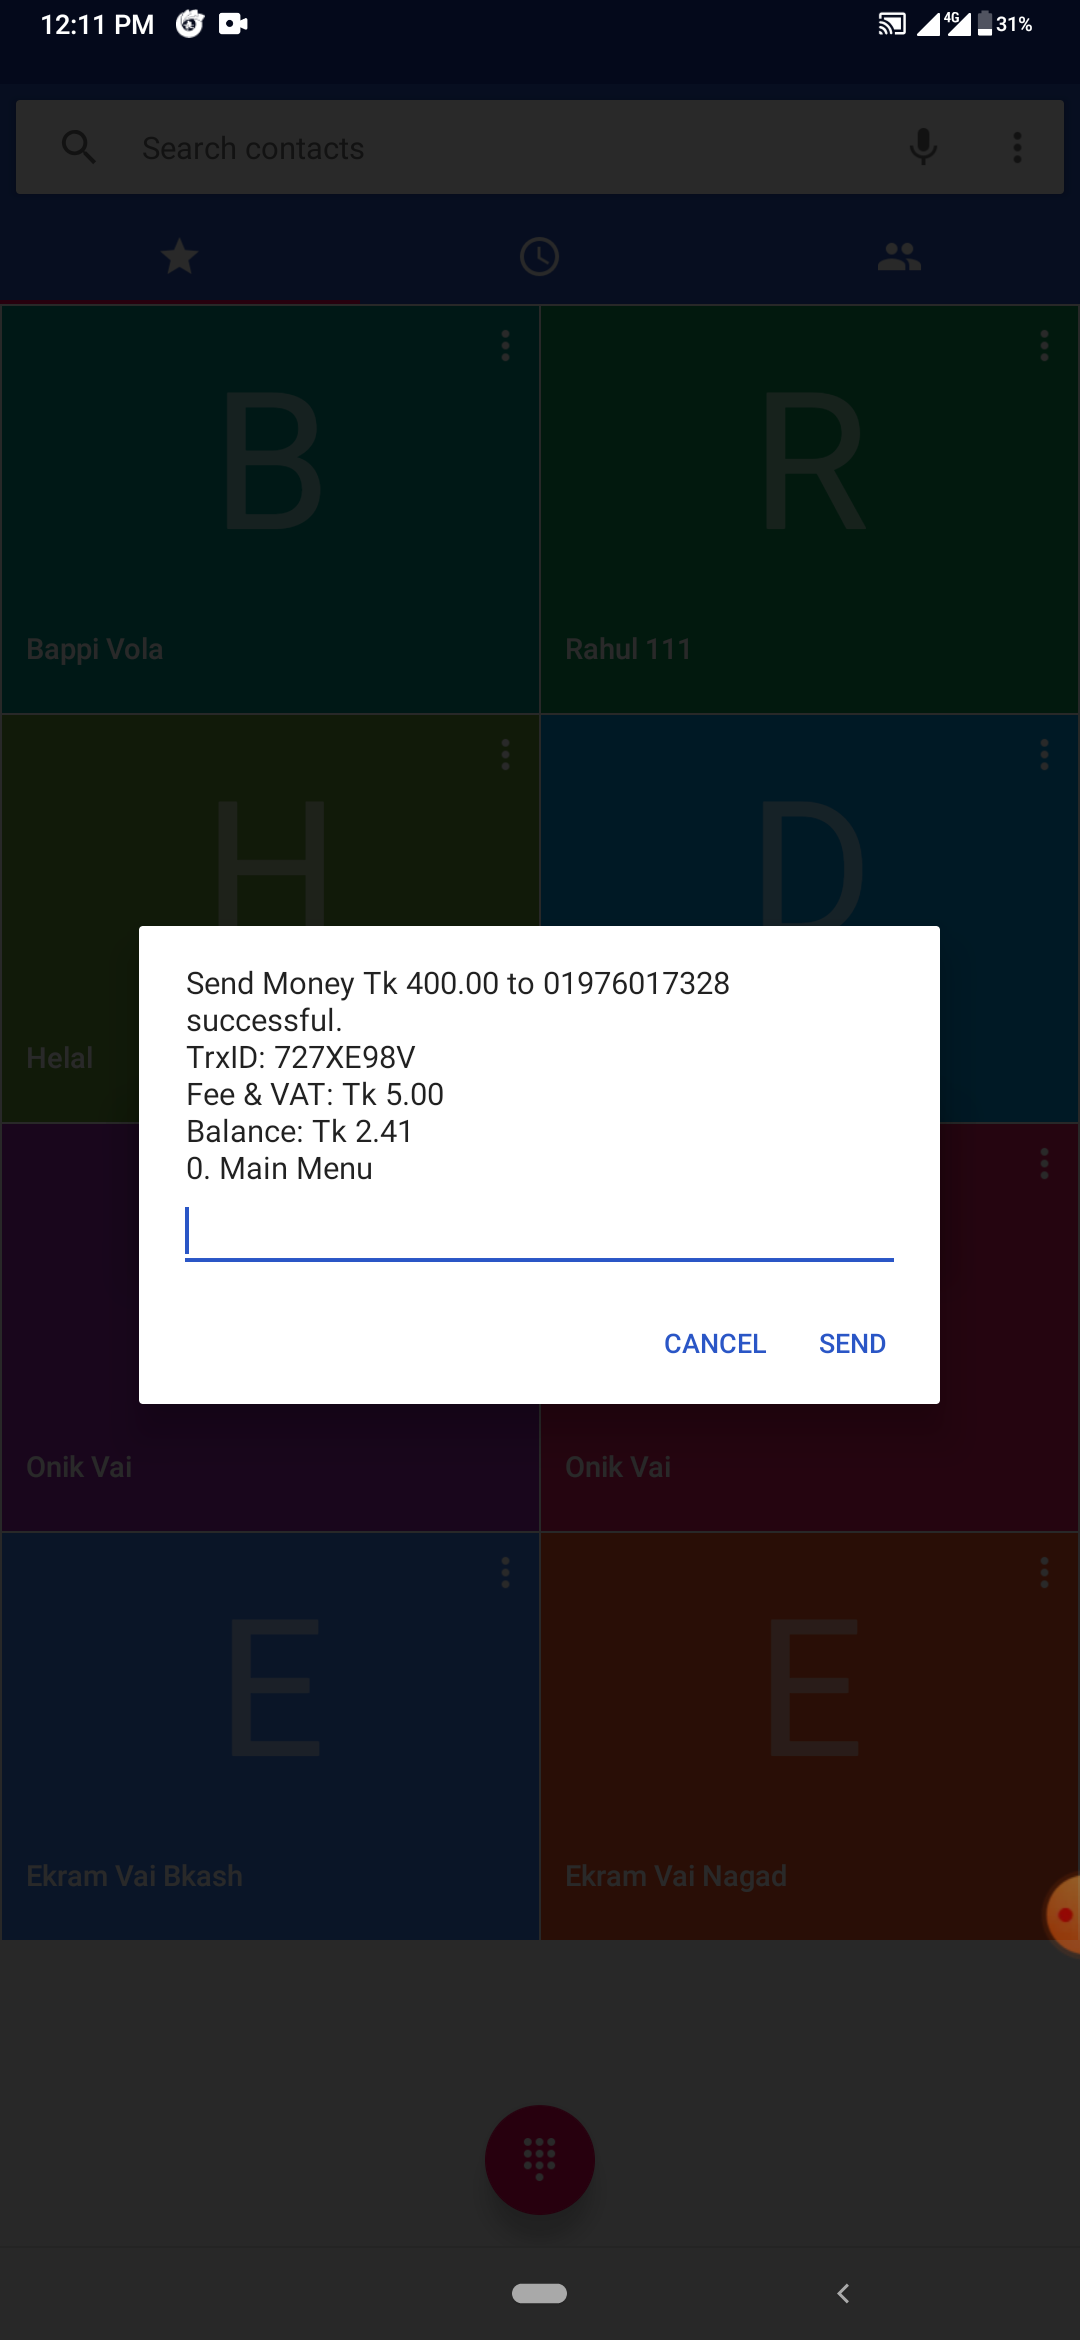 12:11 PM
4G
31%
Search contacts
B
R
Bappi Vola
Rahul 111
H
D
Send Money Tk 400.00 to 01976017328
successful.
TrxID: 727XE98V
Fee & VAT: Tk 5.00
Balance: Tk 2.41
0. Main Menu
CANCEL
SEND
Helal
Onik Vai
Onik Vai
E
E
Ekram Vai Bkash
Ekram Vai Nagad